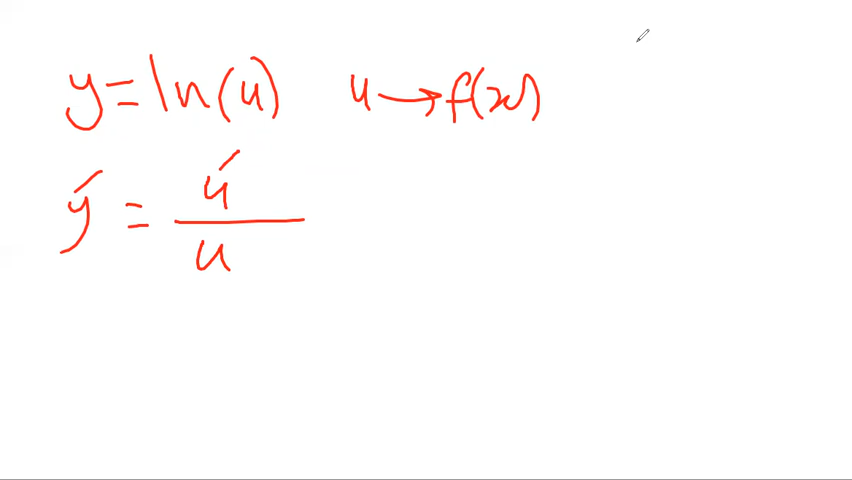 y = ln(u) u → f(x)
y′ = u′/u